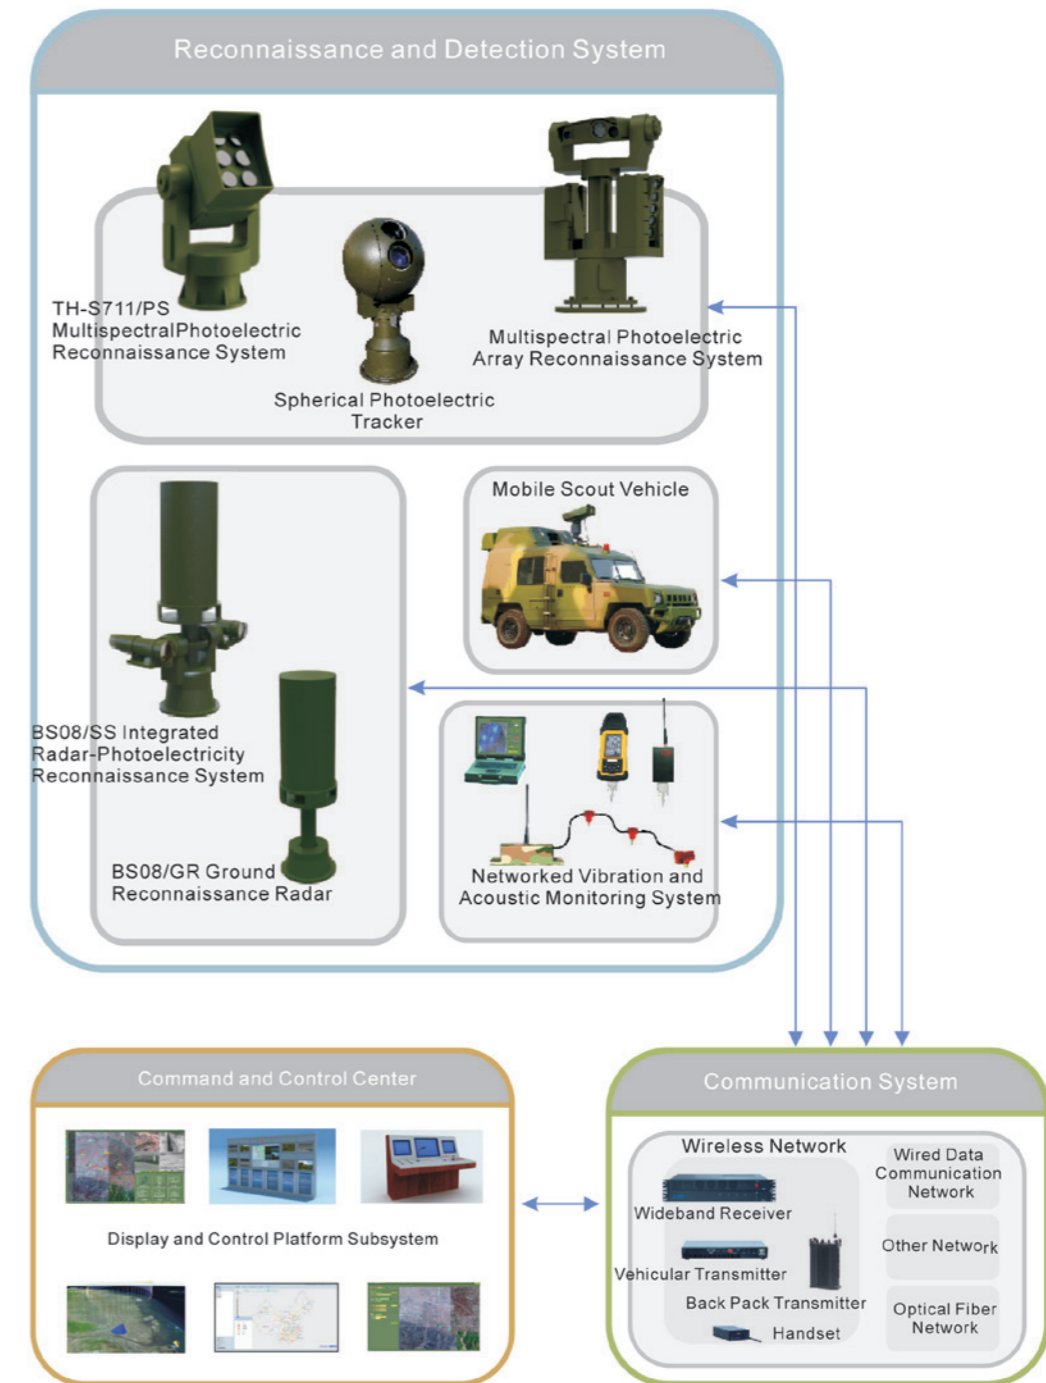 Reconnaissance and Detection System
TH-S711/PS
MultispectralPhotoelectric
Reconnaissance System
Spherical Photoelectric
Tracker
Multispectral Photoelectric
Array Reconnaissance System
BS08/SS Integrated
Radar-Photoelectricity
Reconnaissance System
BS08/GR Ground
Reconnaissance Radar
Mobile Scout Vehicle
Networked Vibration and
Acoustic Monitoring System
Command and Control Center
Display and Control Platform Subsystem
Communication System
Wireless Network
Wideband Receiver
Vehicular Transmitter
Back Pack Transmitter
Handset
Wired Data
Communication
Network
Other Network
Optical Fiber
Network